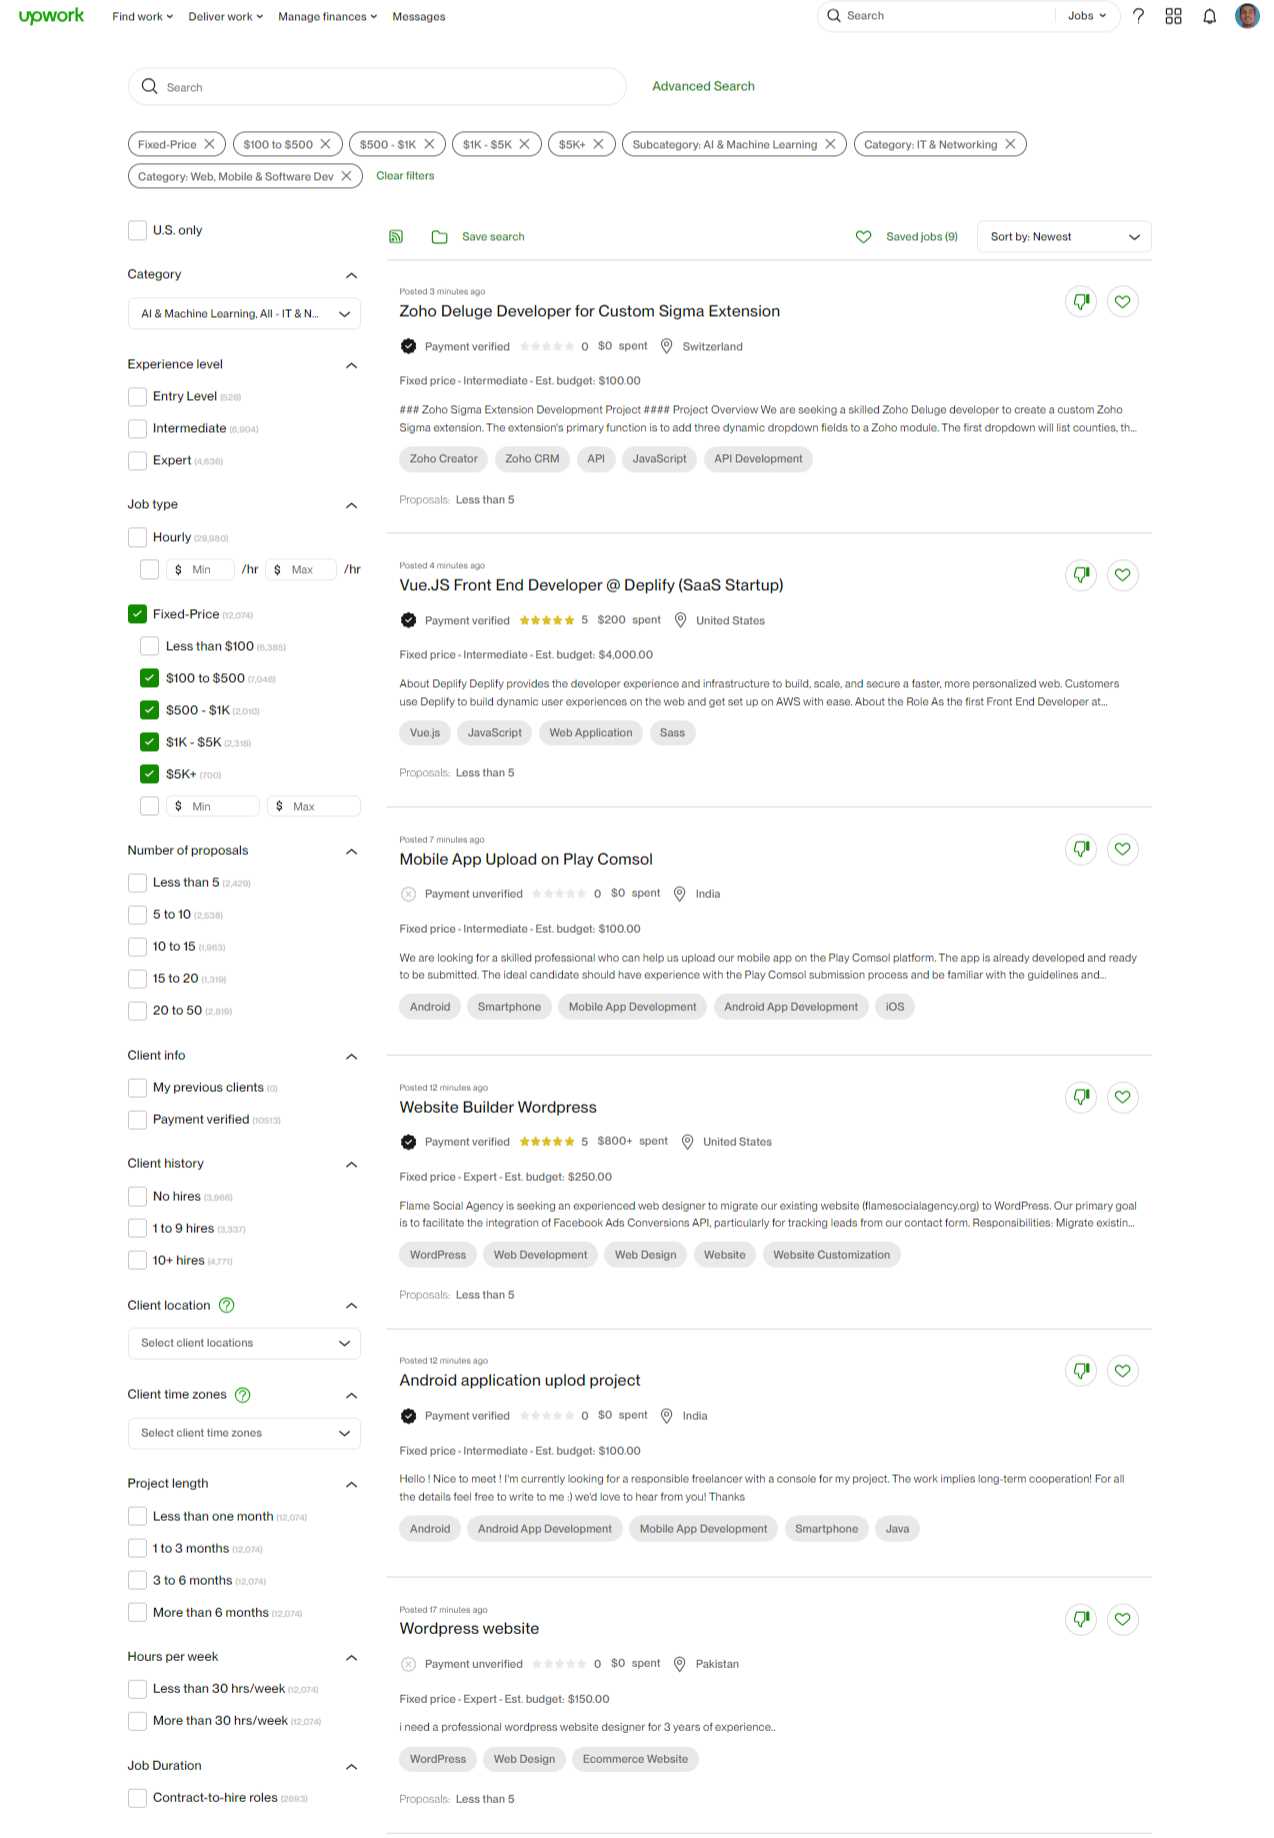 upwork
Find work
Deliver work
Manage finances
Messages
Search
Jobs
Search
Advanced Search
Fixed-Price
$100 to $500
$500 - $1K
$1K - $5K
$5K+
Subcategory: AI & Machine Learning
Category: IT & Networking
Category: Web, Mobile & Software Dev
Clear filters
U.S. only
Category
AI & Machine Learning, All - IT & N...
Experience level
Entry Level (526)
Intermediate (6,904)
Expert (4,636)
Job type
Hourly (29,980)
$ Min /hr $ Max /hr
Fixed-Price (12,074)
Less than $100 (6,385)
$100 to $500 (7,046)
$500 - $1K (2,010)
$1K - $5K (2,318)
$5K+ (700)
$ Min $ Max
Number of proposals
Less than 5 (2,429)
5 to 10 (2,538)
10 to 15 (1,963)
15 to 20 (1,319)
20 to 50 (2,819)
Client info
My previous clients (0)
Payment verified (10513)
Client history
No hires (3,966)
1 to 9 hires (3,337)
10+ hires (4,771)
Client location
Select client locations
Client time zones
Select client time zones
Project length
Less than one month (12,074)
1 to 3 months (12,074)
3 to 6 months (12,074)
More than 6 months (12,074)
Hours per week
Less than 30 hrs/week (12,074)
More than 30 hrs/week (12,074)
Job Duration
Contract-to-hire roles (2693)
Save search
Saved jobs (9)
Sort by: Newest
Posted 3 minutes ago
Zoho Deluge Developer for Custom Sigma Extension
Payment verified 0 $0 spent Switzerland
Fixed price - Intermediate - Est. budget: $100.00
### Zoho Sigma Extension Development Project #### Project Overview We are seeking a skilled Zoho Deluge developer to create a custom Zoho
Sigma extension. The extension's primary function is to add three dynamic dropdown fields to a Zoho module. The first dropdown will list counties, th...
Zoho Creator Zoho CRM API JavaScript API Development
Proposals: Less than 5
Posted 4 minutes ago
Vue.JS Front End Developer @ Deplify (SaaS Startup)
Payment verified 5 $200 spent United States
Fixed price - Intermediate - Est. budget: $4,000.00
About Deplify Deplify provides the developer experience and infrastructure to build, scale, and secure a faster, more personalized web. Customers
use Deplify to build dynamic user experiences on the web and get set up on AWS with ease. About the Role As the first Front End Developer at...
Vue.js JavaScript Web Application Sass
Proposals: Less than 5
Posted 7 minutes ago
Mobile App Upload on Play Comsol
Payment unverified 0 $0 spent India
Fixed price - Intermediate - Est. budget: $100.00
We are looking for a skilled professional who can help us upload our mobile app on the Play Comsol platform. The app is already developed and ready
to be submitted. The ideal candidate should have experience with the Play Comsol submission process and be familiar with the guidelines and...
Android Smartphone Mobile App Development Android App Development iOS
Posted 12 minutes ago
Website Builder Wordpress
Payment verified 5 $800+ spent United States
Fixed price - Expert - Est. budget: $250.00
Flame Social Agency is seeking an experienced web designer to migrate our existing website (flamesocialagency.org) to WordPress. Our primary goal
is to facilitate the integration of Facebook Ads Conversions API, particularly for tracking leads from our contact form. Responsibilities: Migrate existin...
WordPress Web Development Web Design Website Website Customization
Proposals: Less than 5
Posted 12 minutes ago
Android application uplod project
Payment verified 0 $0 spent India
Fixed price - Intermediate - Est. budget: $100.00
Hello ! Nice to meet ! I'm currently looking for a responsible freelancer with a console for my project. The work implies long-term cooperation! For all
the details feel free to write to me :) we'd love to hear from you! Thanks
Android Android App Development Mobile App Development Smartphone Java
Posted 17 minutes ago
Wordpress website
Payment unverified 0 $0 spent Pakistan
Fixed price - Expert - Est. budget: $150.00
i need a professional wordpress website designer for 3 years of experience..
WordPress Web Design Ecommerce Website
Proposals: Less than 5